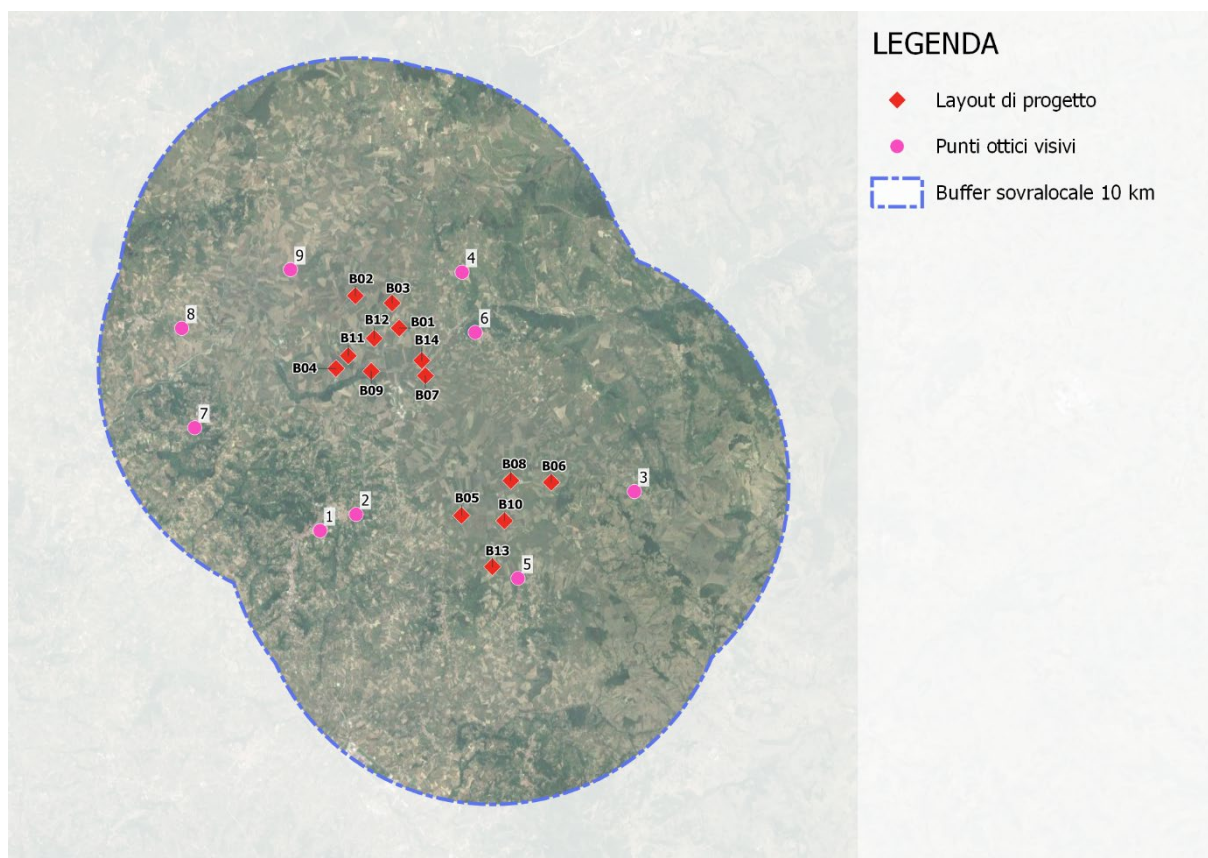 LEGENDA
Layout di progetto
Punti ottici visivi
Buffer sovralocale 10 km
9
4
B02
B03
8
B12
B01
6
B11
B14
B04
B09
B07
7
B08
B06
3
2
B05
1
B10
B13
5